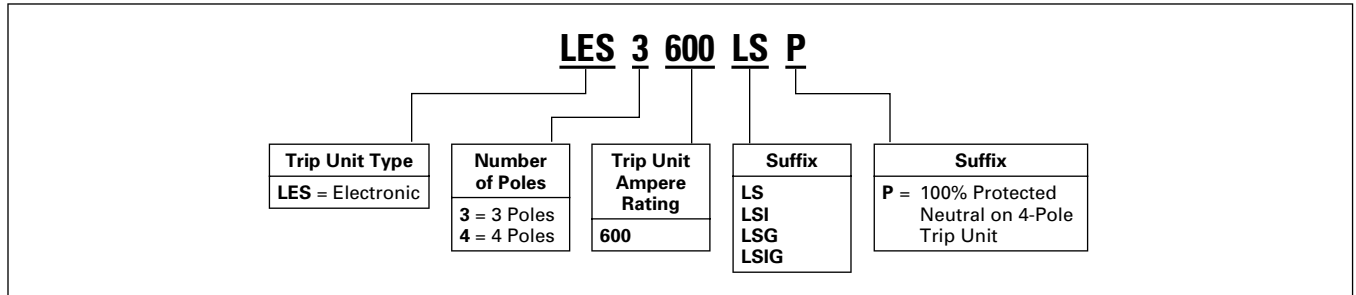 LES 3 600 LS P
Trip Unit Type
LES = Electronic
Number
of Poles
3 = 3 Poles
4 = 4 Poles
Trip Unit
Ampere
Rating
600
Suffix
LS
LSI
LSG
LSIG
Suffix
P = 100% Protected
Neutral on 4-Pole
Trip Unit